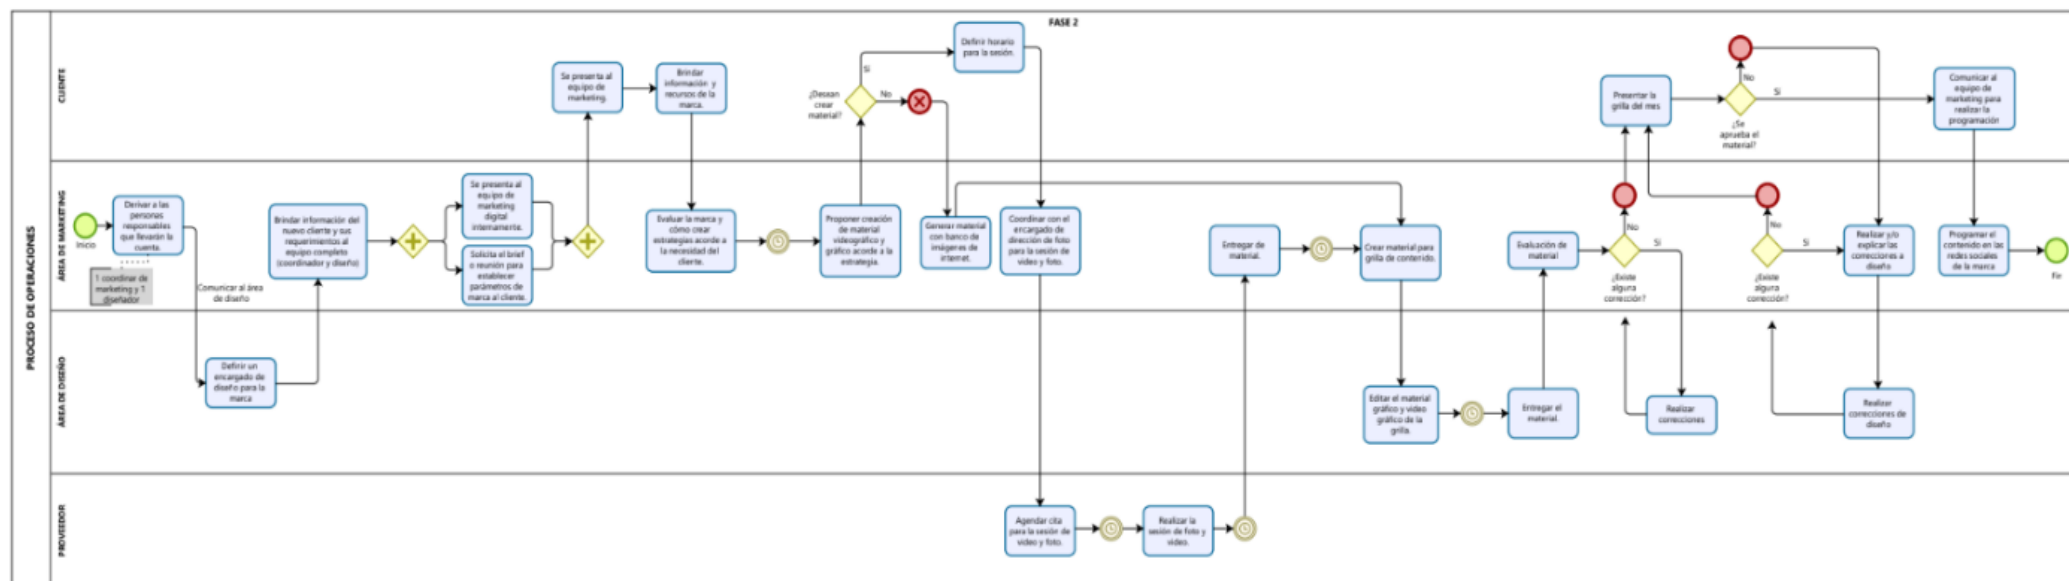 FASE 2
PROCESO DE OPERACIONES
CLIENTE
Se presenta al
equipo de
marketing.
Brindar
información y
recursos de la
marca.
¿Desean
crear
material?
Si
No
Definir horario
para la sesión.
Presentar la
grilla del mes
No
Si
¿Se
aprueba el
material?
Comunicar al
equipo de
marketing para
realizar la
programación
ÁREA DE MARKETING
Inicio
Derivar a las
personas
responsables
que llevarán la
cuenta.
1 coordinar de
marketing y 1
diseñador
Comunicar al área
de diseño
Brindar información del
nuevo cliente y sus
requerimientos al
equipo completo
(coordinador y diseño)
Se presenta al
equipo de
marketing
digital
internamente.
Solicita el brief
o reunión para
establecer
parámetros de
marca al cliente.
Evaluar la marca y
cómo crear
estrategias acorde a
la necesidad del
cliente.
Proponer creación
de material
videográfico y
gráfico acorde a la
estrategia.
Generar material
con banco de
imágenes de
internet.
Coordinar con el
encargado de
dirección de foto
para la sesión de
video y foto.
Entregar de
material.
Crear material para
grilla de contenido.
Evaluación de
material
No
Si
¿Existe
alguna
corrección?
No
Si
¿Existe
alguna
corrección?
Realizar y/o
explicar las
correcciones a
diseño
Programer el
contenido en las
redes sociales
de la marca
Fin
ÁREA DE DISEÑO
Definir un
encargado de
diseño para la
marca
Editar el material
gráfico y video
gráfico de la
grilla.
Entregar el
material.
Realizar
correcciones
Realizar
correcciones de
diseño
PROVEEDOR
Agendar cita
para la sesión de
video y foto.
Realizar la
sesión de foto y
video.